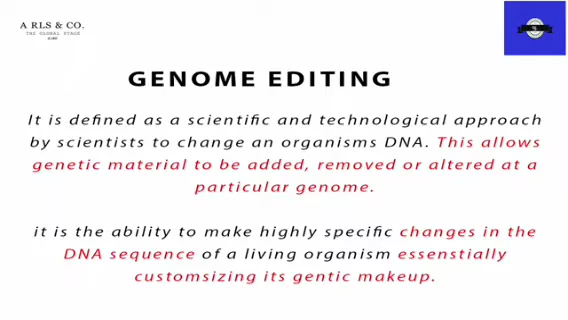 A RLS & CO.
THE GLOBAL STAGE
GENOME EDITING
It is defined as a scientific and technological approach
by scientists to change an organisms DNA. This allows
genetic material to be added, removed or altered at a
particular genome.
it is the ability to make highly specific changes in the
DNA sequence of a living organism essenstially
customsizing its gentic makeup.